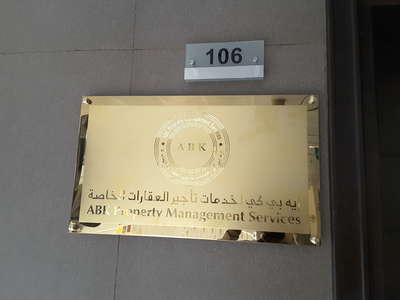 106
ABK
إيه بي كي لخدمات تأجير العقارات الخاصة
ABK Property Management Services